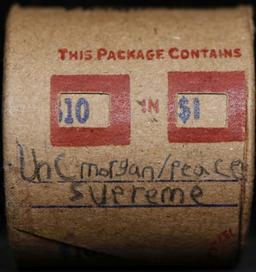 THIS PACKAGE CONTAINS
$10 IN $1
Unc morgan/peace
Supreme